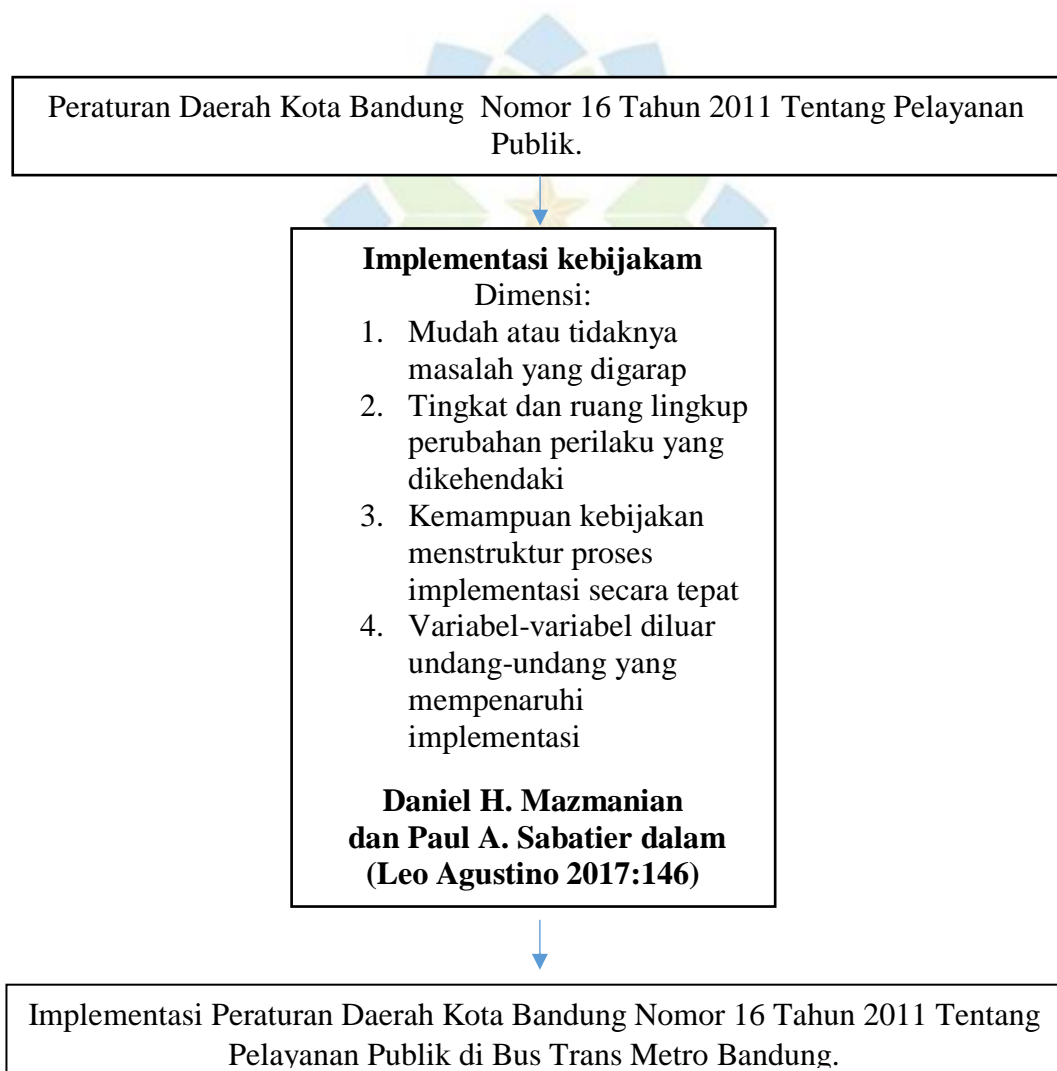 Peraturan Daerah Kota Bandung Nomor 16 Tahun 2011 Tentang Pelayanan
Publik.
Implementasi kebijakam
Dimensi:
1. Mudah atau tidaknya
masalah yang digarap
2. Tingkat dan ruang lingkup
perubahan perilaku yang
dikehendaki
3. Kemampuan kebijakan
menstruktur proses
implementasi secara tepat
4. Variabel-variabel diluar
undang-undang yang
mempenaruhi
implementasi
Daniel H. Mazmanian
dan Paul A. Sabatier dalam
(Leo Agustino 2017:146)
Implementasi Peraturan Daerah Kota Bandung Nomor 16 Tahun 2011 Tentang
Pelayanan Publik di Bus Trans Metro Bandung.